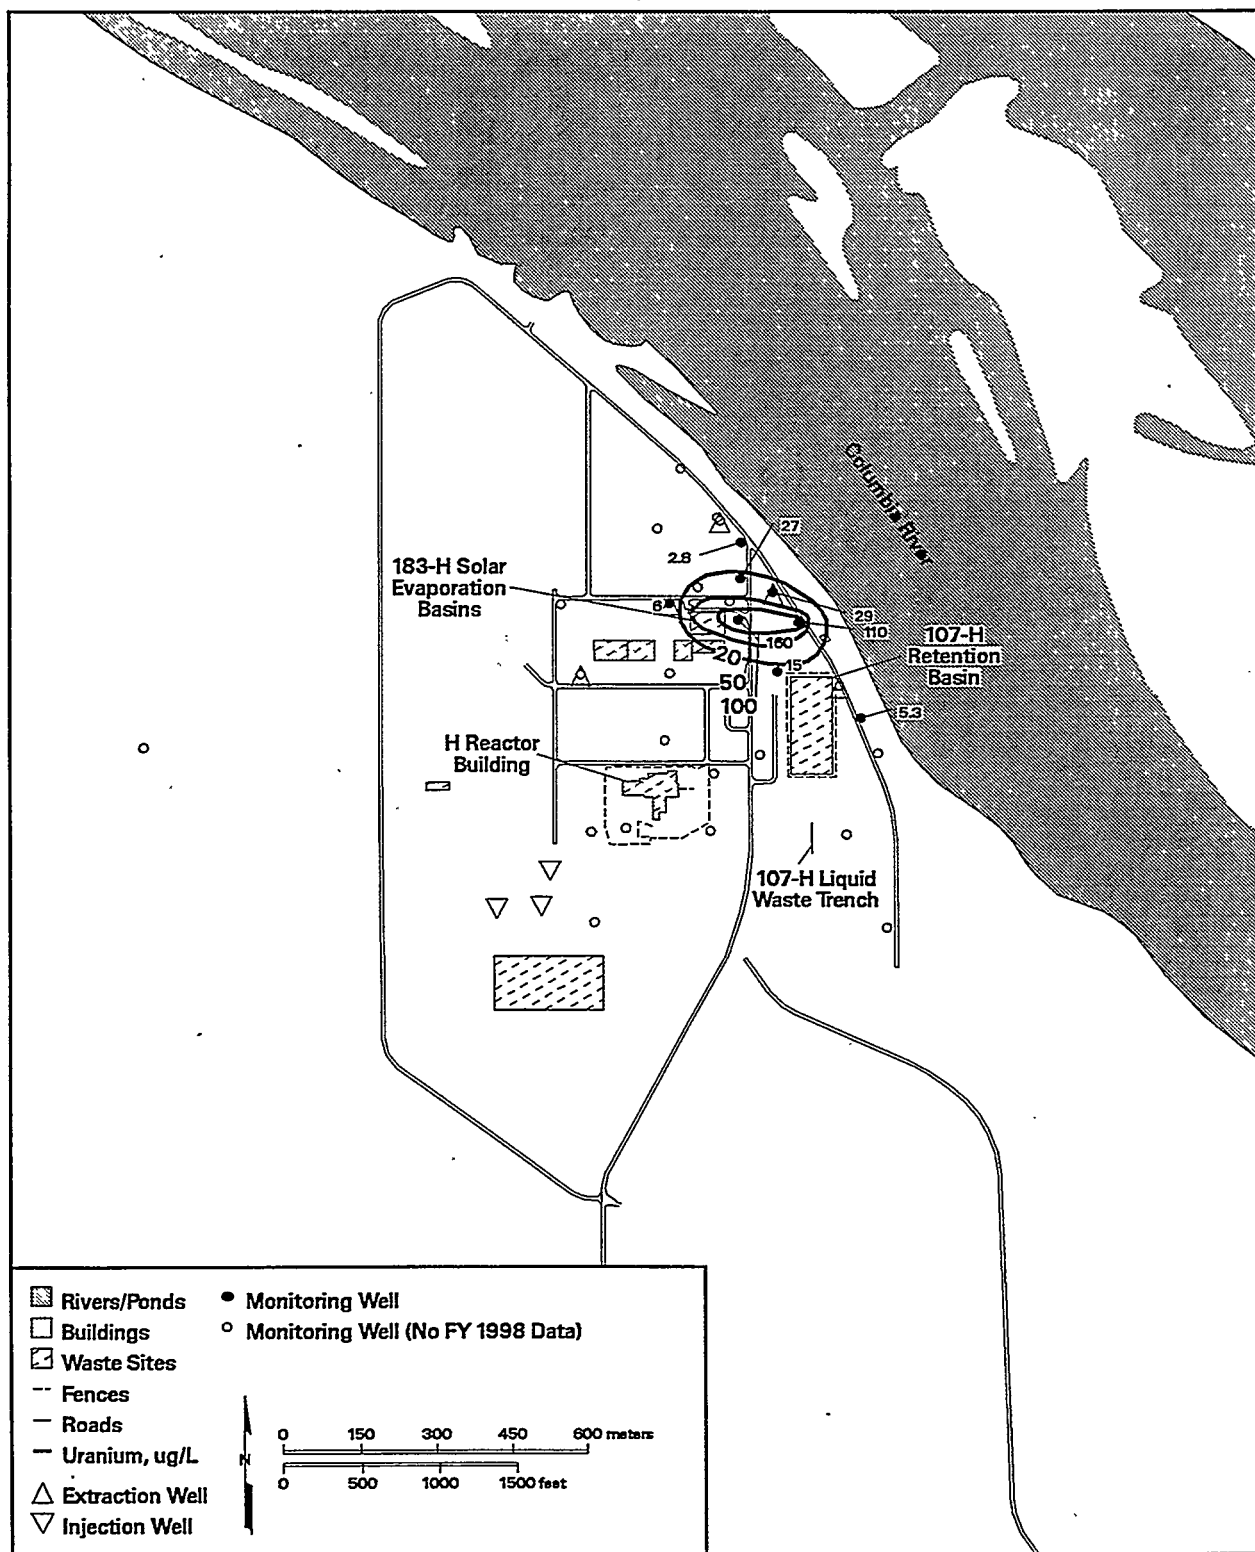 Columbia River
27
2.8
183-H Solar
Evaporation
Basins
6
29
110
160
107-H
Retention
Basin
20
15
50
100
5.3
H Reactor
Building
107-H Liquid
Waste Trench
Rivers/Ponds
Monitoring Well
Buildings
Monitoring Well (No FY 1998 Data)
Waste Sites
Fences
Roads
Uranium, ug/L
Extraction Well
Injection Well
N
0 150 300 450 600 meters
0 500 1000 1500 feet